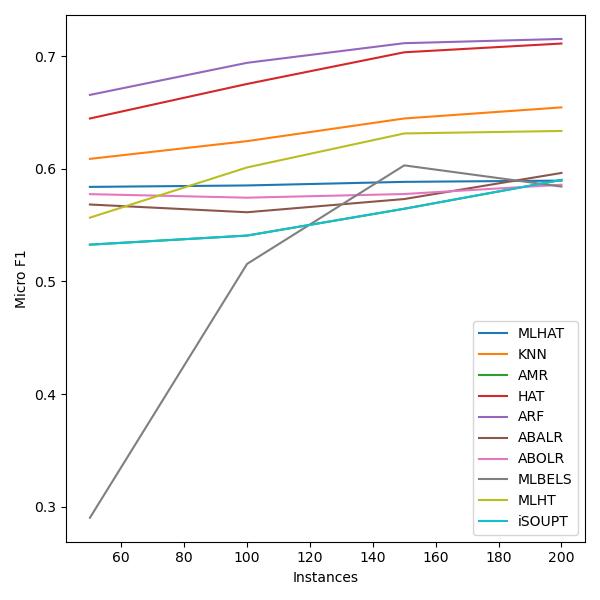 0.7
0.6
0.5
0.4
0.3
Micro F1
60 80 100 120 140 160 180 200
Instances
MLHAT
KNN
AMR
HAT
ARF
ABALR
ABOLR
MLBELS
MLHT
iSOUPT